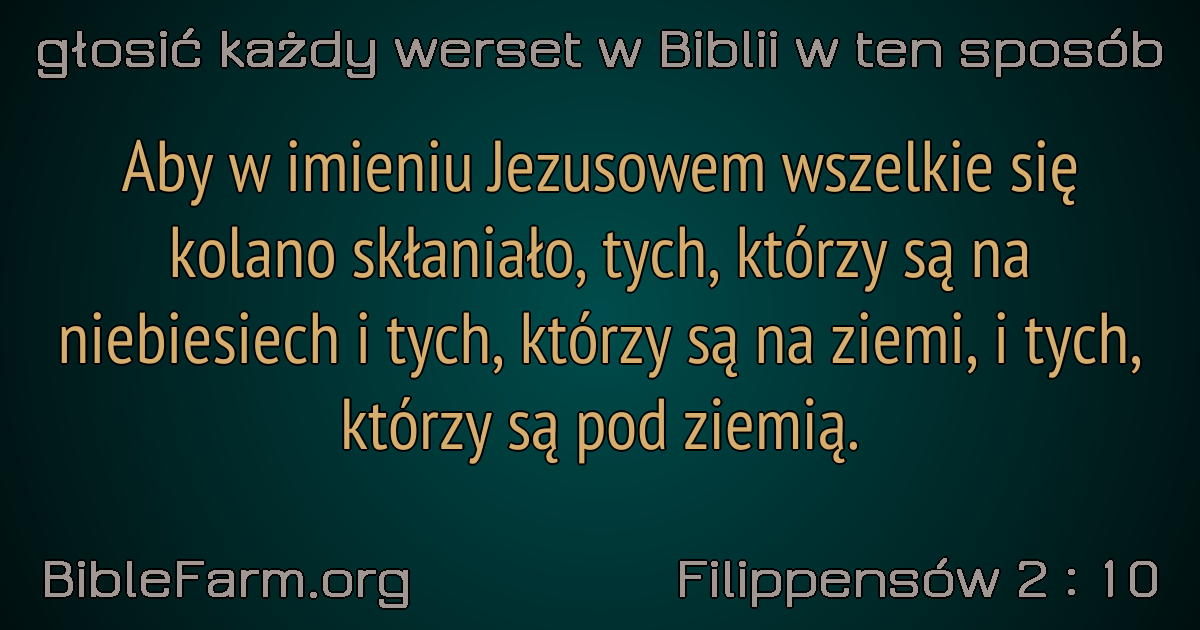 głosić każdy werset w Biblii w ten sposób
Aby w imieniu Jezusowem wszelkie się
kolano skłaniało, tych, którzy są na
niebiesiech i tych, którzy są na ziemi, i tych,
którzy są pod ziemią.
BibleFarm.org
Filippensów 2 : 10